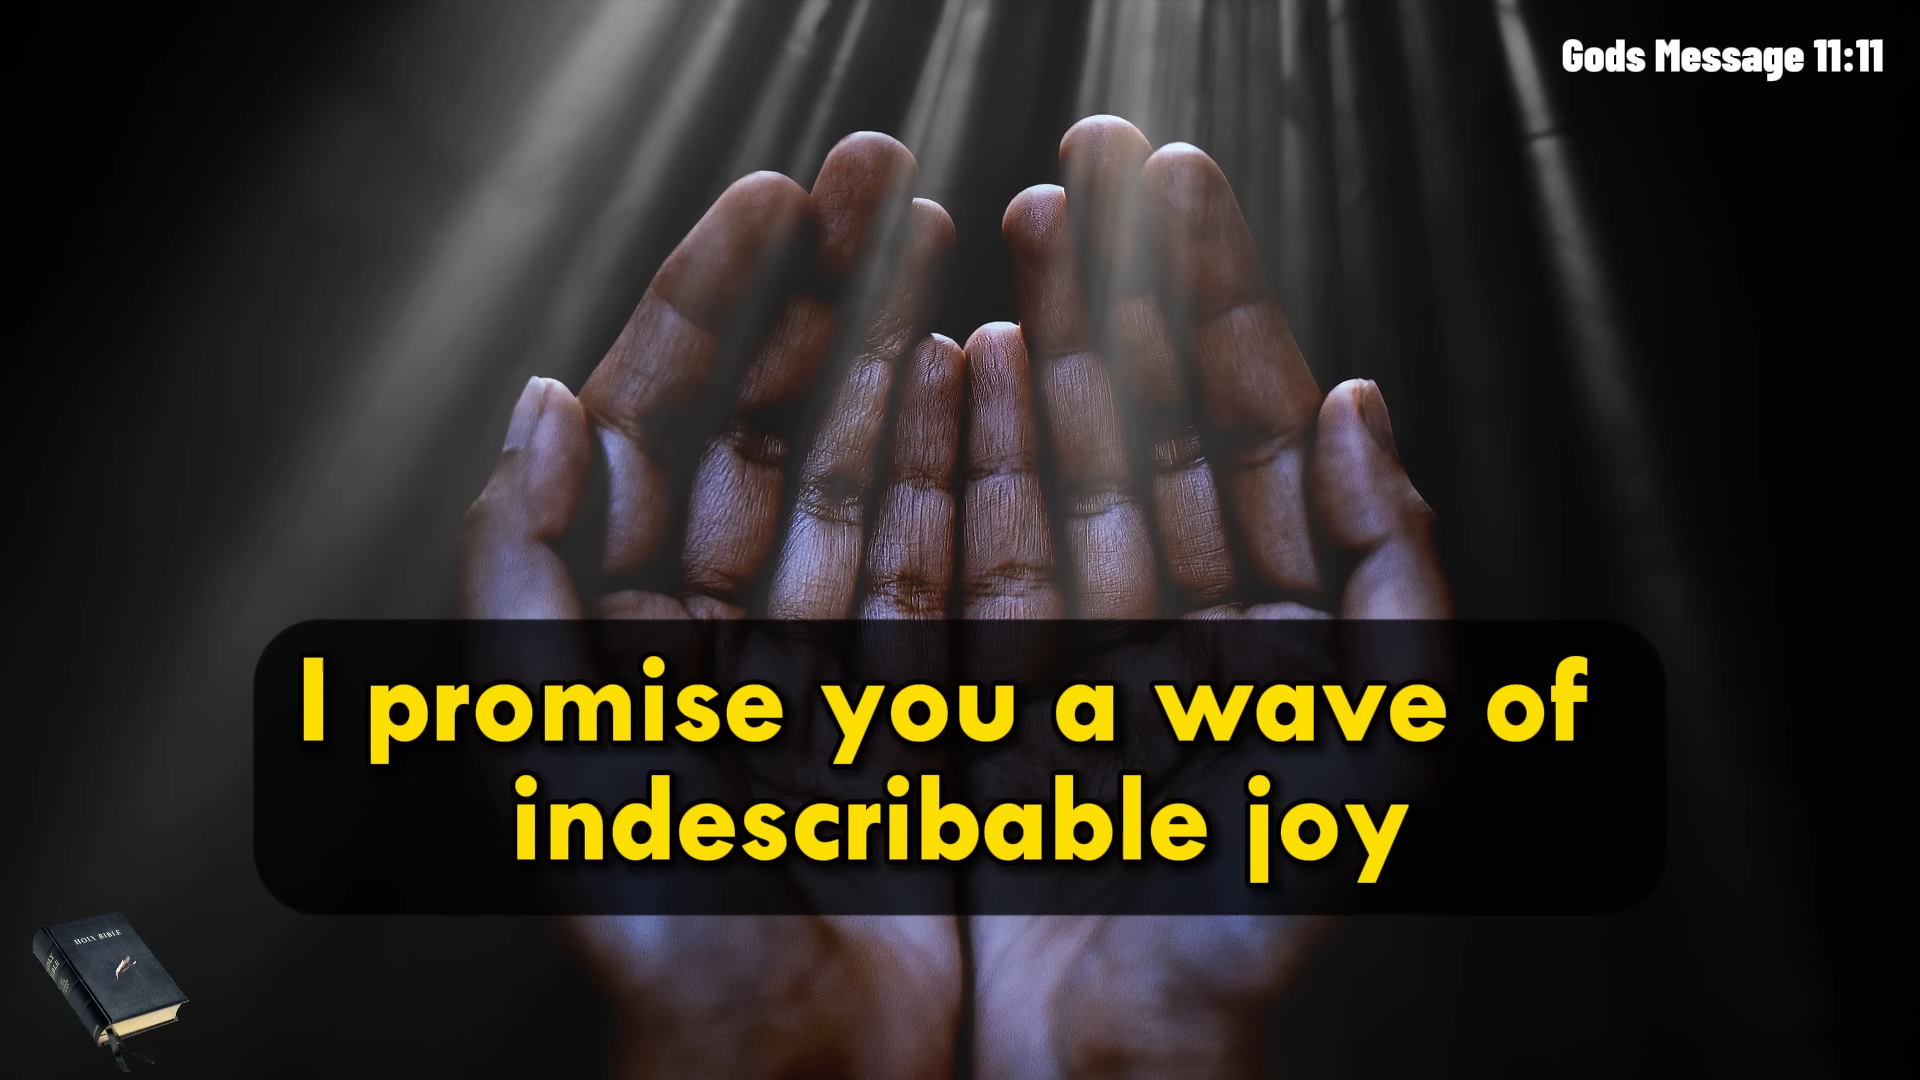 Gods Message 11:11
I promise you a wave of
indescribable joy
HOLY BIBLE